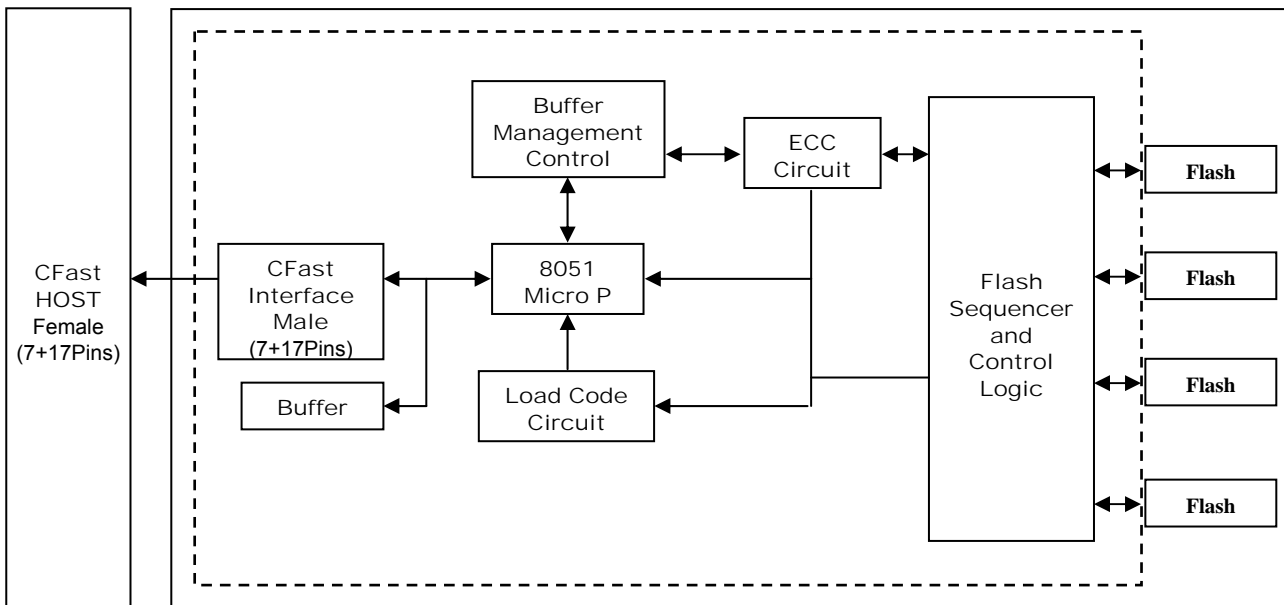 CFast
HOST
Female
(7+17Pins)
CFast
Interface
Male
(7+17Pins)
Buffer
Buffer
Management
Control
8051
Micro P
Load Code
Circuit
ECC
Circuit
Flash
Sequencer
and
Control
Logic
Flash
Flash
Flash
Flash